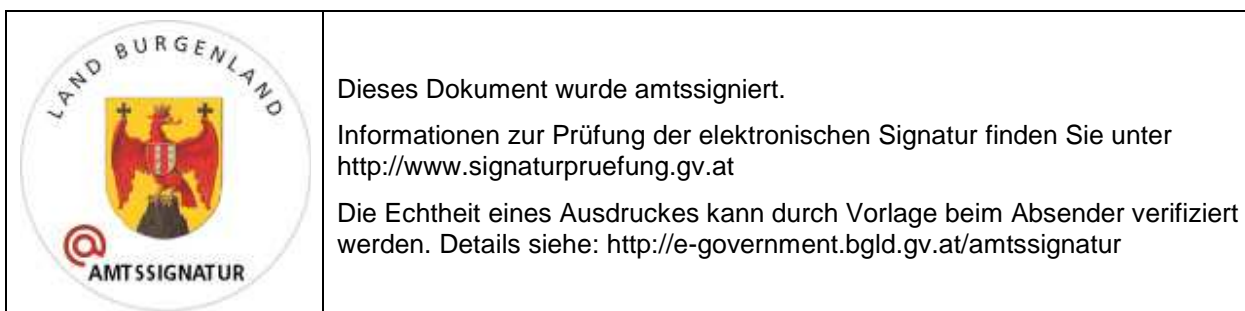 LAND BURGENLAND
@
AMTSSIGNATUR
Dieses Dokument wurde amtssigniert.
Informationen zur Prüfung der elektronischen Signatur finden Sie unter
http://www.signaturpruefung.gv.at
Die Echtheit eines Ausdruckes kann durch Vorlage beim Absender verifiziert
werden. Details siehe: http://e-government.bgld.gv.at/amtssignatur